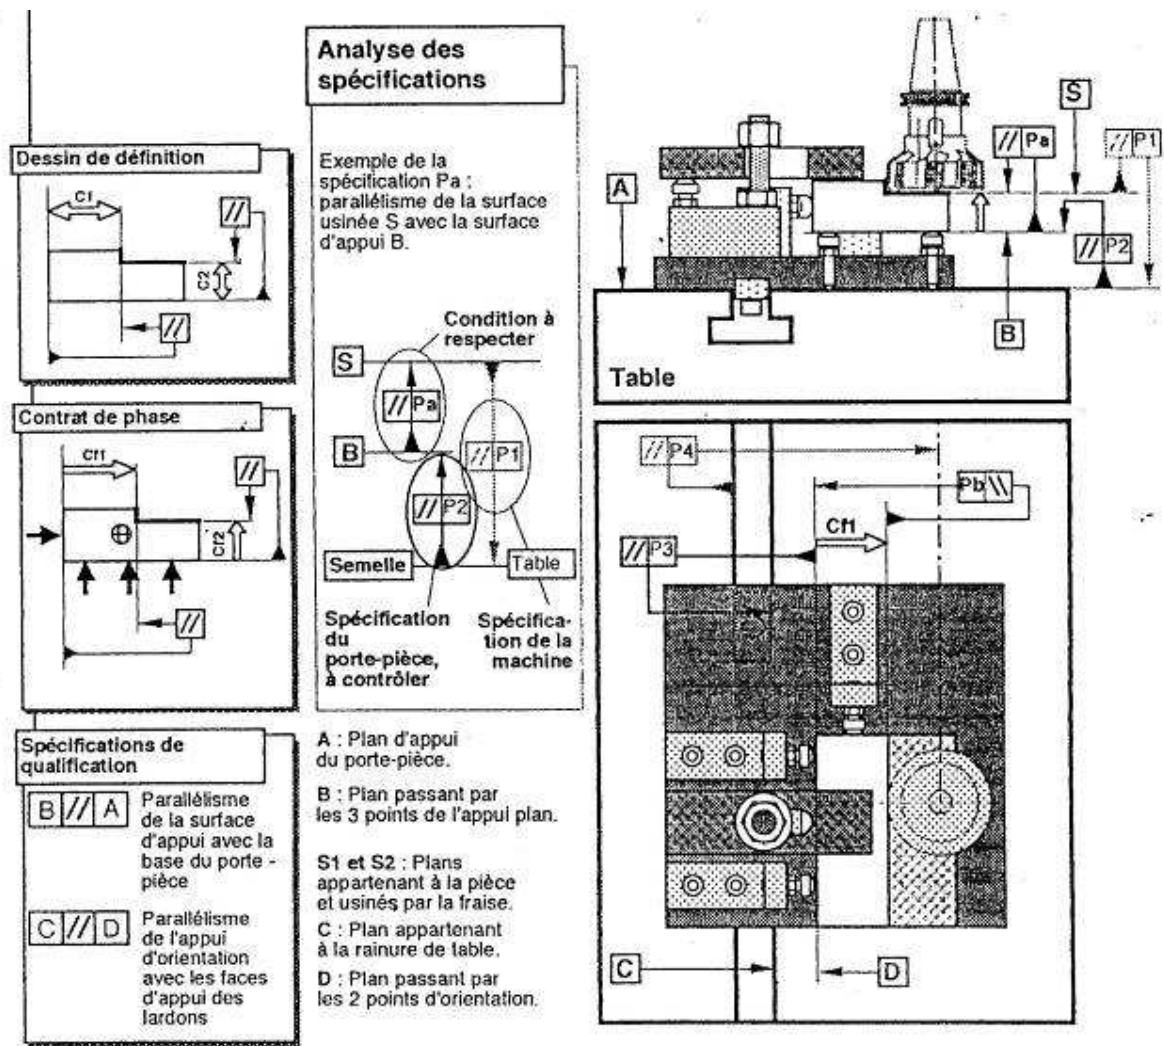 Analyse des
spécifications
Exemple de la
spécification Pa :
parallélisme de la surface
usinée S avec la surface
d'appui B.
Condition à
respecter
S
// Pa
B
// P1
// P2
Semelle
Table
Spécification
du
porte-pièce,
à contrôler
Spécifica-
tion de la
machine
Dessin de définition
Cf
//
C2
//
Contrat de phase
Cf1
//
Cf2
//
Spécifications de
qualification
B // A
Parallélisme
de la surface
d'appui avec la
base du porte -
pièce
C // D
Parallélisme
de l'appui
d'orientation
avec les faces
d'appui des
lardons
A : Plan d'appui
du porte-pièce.
B : Plan passant par
les 3 points de l'appui plan.
S1 et S2 : Plans
appartenant à la pièce
et usinés par la fraise.
C : Plan appartenant
à la rainure de table.
D : Plan passant par
les 2 points d'orientation.
A
S
// Pa
// P1
// P2
B
Table
// P4
Pb \\
Cf1
// P3
C
D